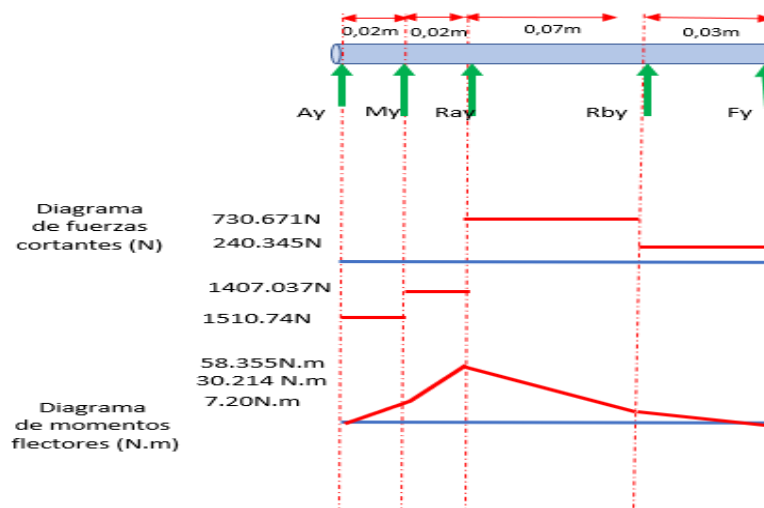 0,02m 0,02m 0,07m 0,03m
Ay My Ray Rby Fy
Diagrama
de fuerzas
cortantes (N)
730.671N
240.345N
1407.037N
1510.74N
58.355N.m
30.214 N.m
7.20N.m
Diagrama
de momentos
flectores (N.m)